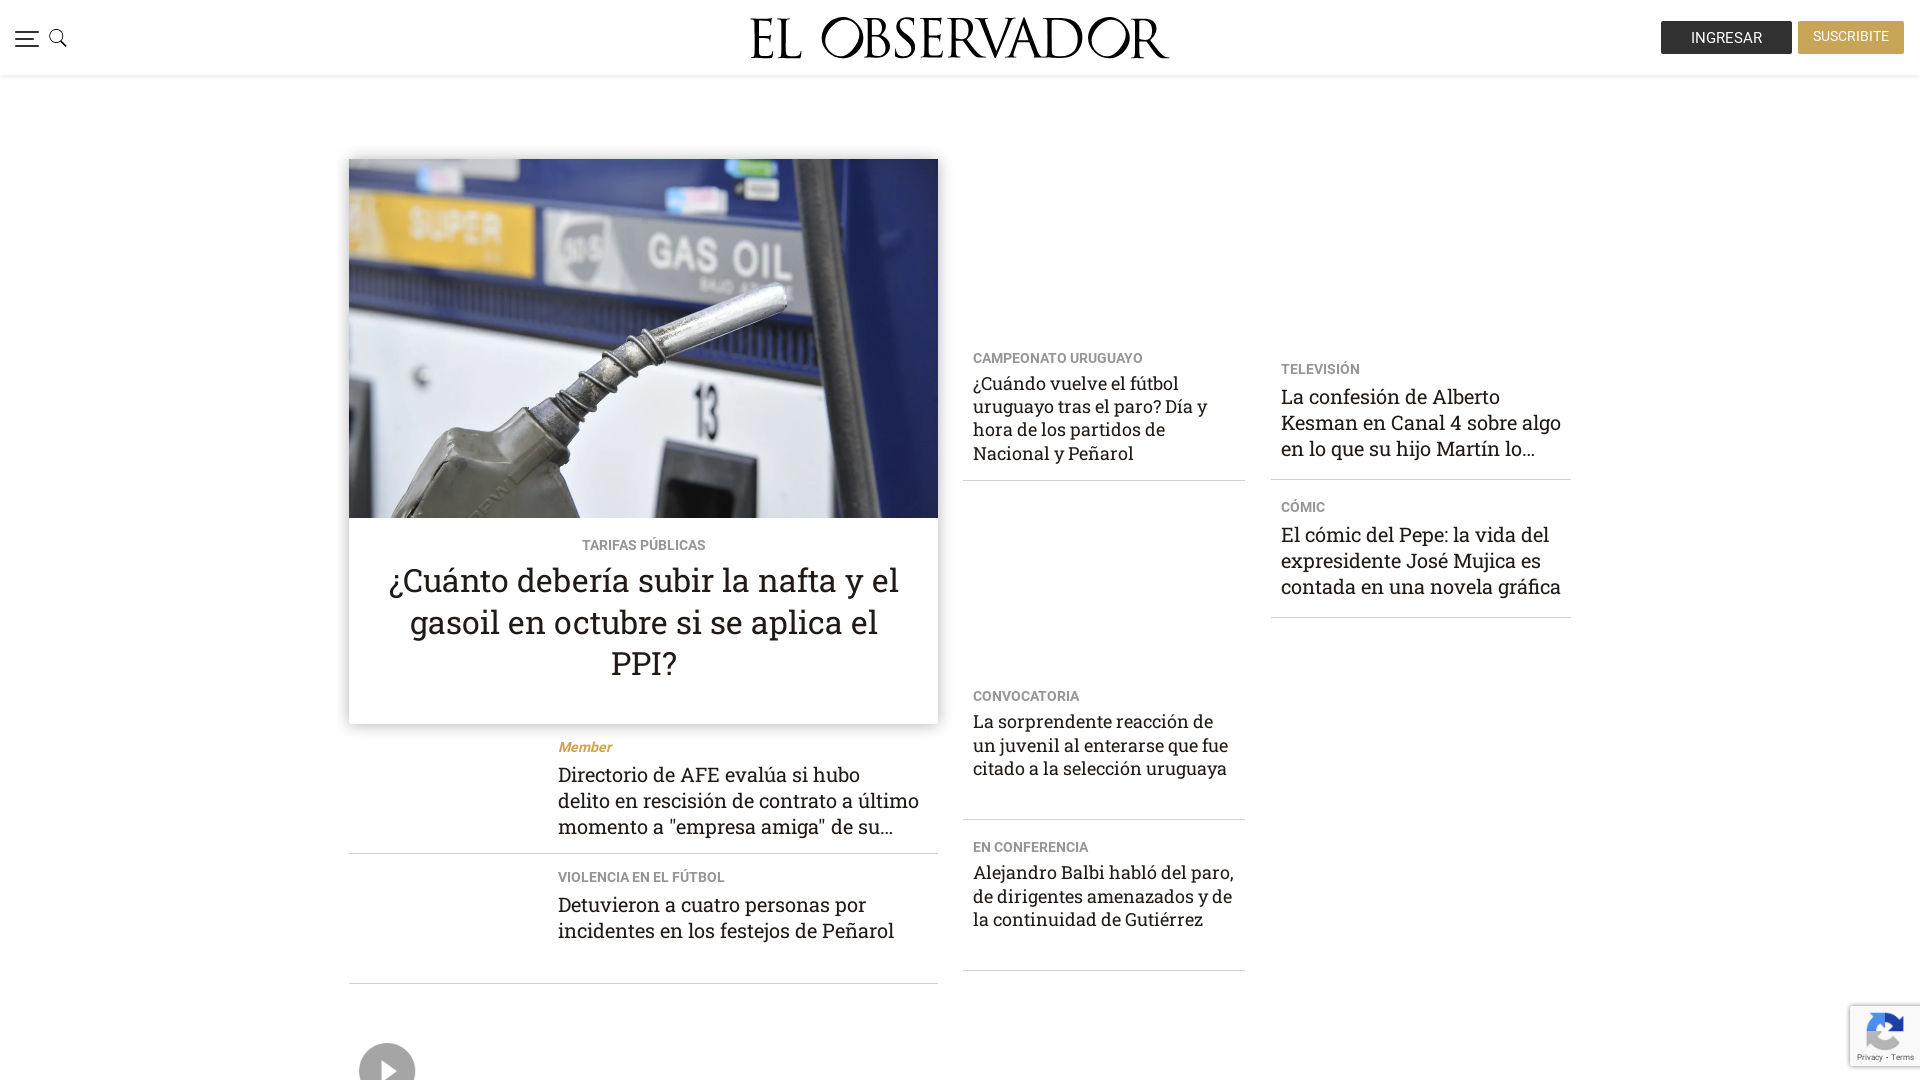 EL OBSERVADOR
INGRESAR
SUSCRIBITE
SUPER
GAS OIL
13
TARIFAS PÚBLICAS
¿Cuánto debería subir la nafta y el
gasoil en octubre si se aplica el
PPI?
Member
Directorio de AFE evalúa si hubo
delito en rescisión de contrato a último
momento a "empresa amiga" de su...
VIOLENCIA EN EL FÚTBOL
Detuvieron a cuatro personas por
incidentes en los festejos de Peñarol
CAMPEONATO URUGUAYO
¿Cuándo vuelve el fútbol
uruguayo tras el paro? Día y
hora de los partidos de
Nacional y Peñarol
CONVOCATORIA
La sorprendente reacción de
un juvenil al enterarse que fue
citado a la selección uruguaya
EN CONFERENCIA
Alejandro Balbi habló del paro,
de dirigentes amenazados y de
la continuidad de Gutiérrez
TELEVISIÓN
La confesión de Alberto
Kesman en Canal 4 sobre algo
en lo que su hijo Martín lo...
CÓMIC
El cómic del Pepe: la vida del
expresidente José Mujica es
contada en una novela gráfica
Privacy - Terms